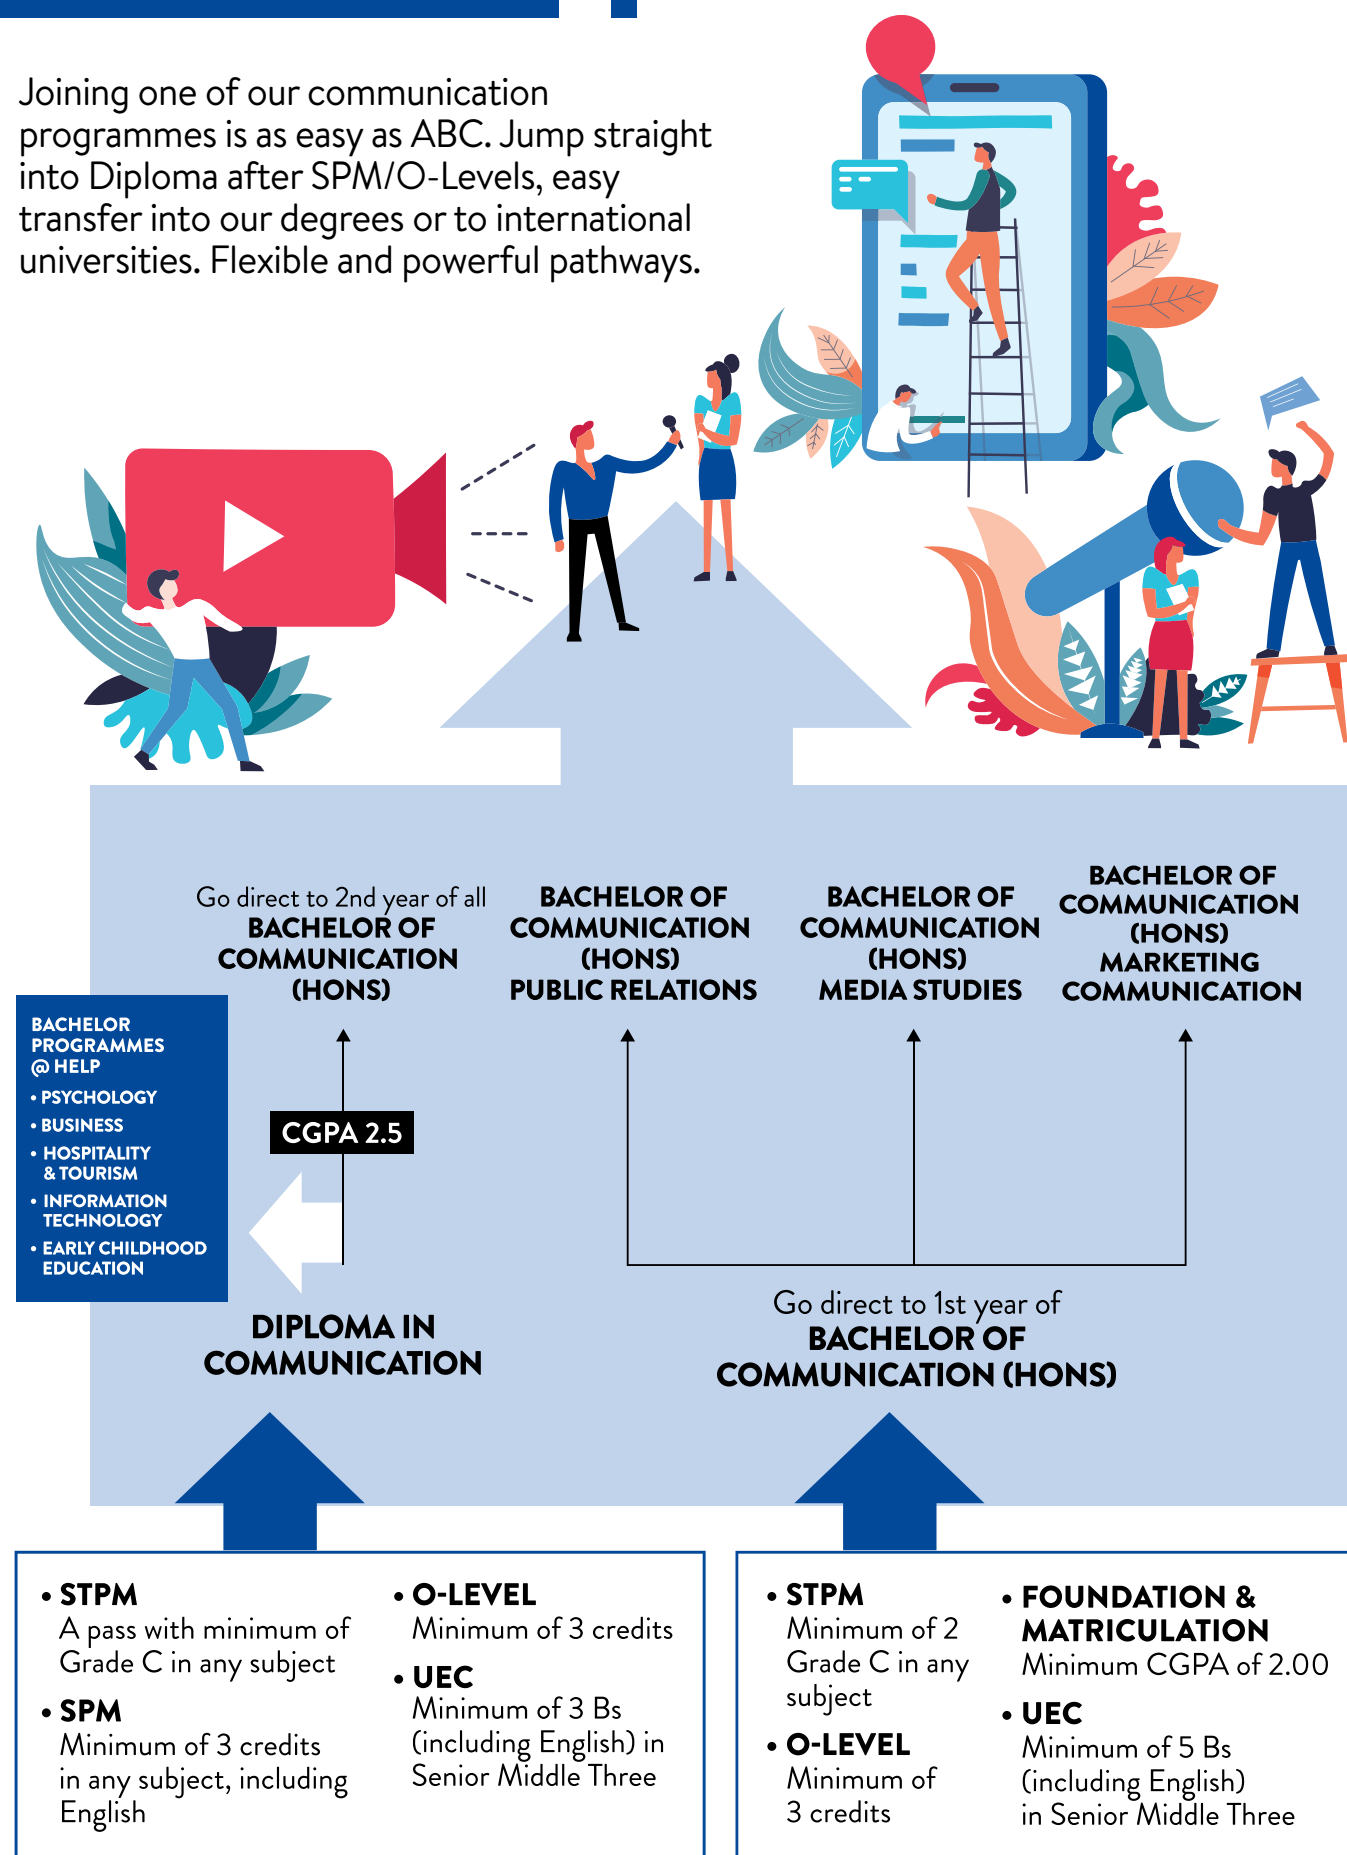 Joining one of our communication
programmes is as easy as ABC. Jump straight
into Diploma after SPM/O-Levels, easy
transfer into our degrees or to international
universities. Flexible and powerful pathways.
Go direct to 2nd year of all
BACHELOR OF
COMMUNICATION
(HONS)
BACHELOR OF
COMMUNICATION
(HONS)
PUBLIC RELATIONS
BACHELOR OF
COMMUNICATION
(HONS)
MEDIA STUDIES
BACHELOR OF
COMMUNICATION
(HONS)
MARKETING
COMMUNICATION
BACHELOR
PROGRAMMES
@ HELP
• PSYCHOLOGY
• BUSINESS
• HOSPITALITY
& TOURISM
• INFORMATION
TECHNOLOGY
• EARLY CHILDHOOD
EDUCATION
CGPA 2.5
DIPLOMA IN
COMMUNICATION
Go direct to 1st year of
BACHELOR OF
COMMUNICATION (HONS)
• STPM
A pass with minimum of
Grade C in any subject
• SPM
Minimum of 3 credits
in any subject, including
English
• O-LEVEL
Minimum of 3 credits
• UEC
Minimum of 3 Bs
(including English) in
Senior Middle Three
• STPM
Minimum of 2
Grade C in any
subject
• O-LEVEL
Minimum of
3 credits
• FOUNDATION &
MATRICULATION
Minimum CGPA of 2.00
• UEC
Minimum of 5 Bs
(including English)
in Senior Middle Three